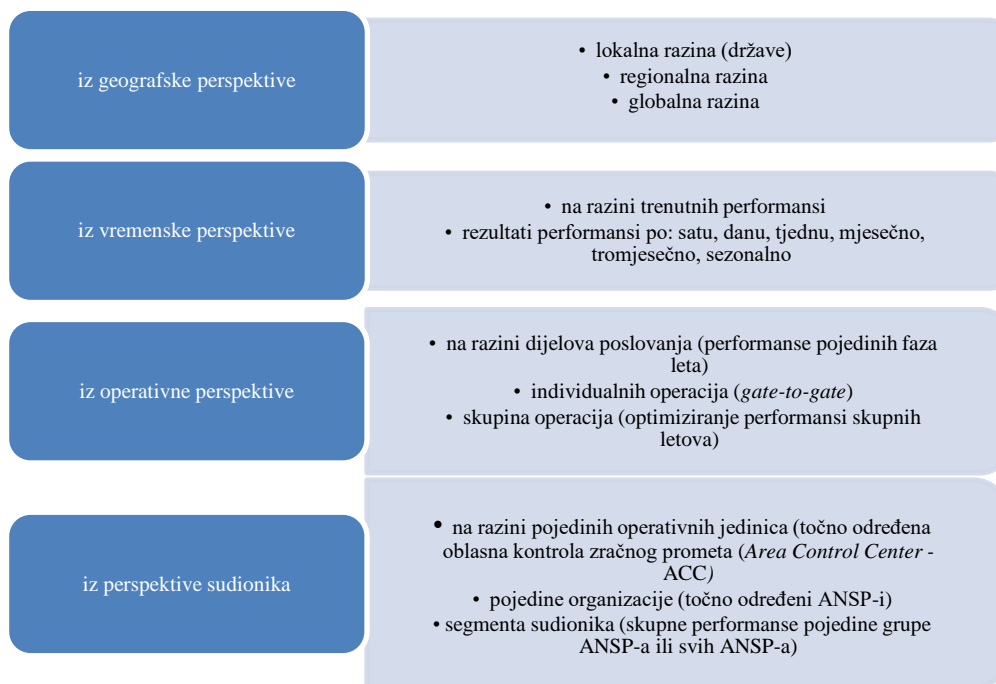 iz geografske perspektive
• lokalna razina (države)
• regionalna razina
• globalna razina
iz vremenske perspektive
• na razini trenutnih performansi
• rezultati performansi po: satu, danu, tjednu, mjesečno,
tromjesečno, sezonalno
iz operativne perspektive
• na razini dijelova poslovanja (performanse pojedinih faza
leta)
• individualnih operacija (gate-to-gate)
• skupina operacija (optimiziranje performansi skupnih
letova)
iz perspektive sudionika
• na razini pojedinih operativnih jedinica (točno određena
oblasna kontrola zračnog prometa (Area Control Center -
ACC)
• pojedine organizacije (točno određeni ANSP-i)
• segmenta sudionika (skupne performanse pojedine grupe
ANSP-a ili svih ANSP-a)